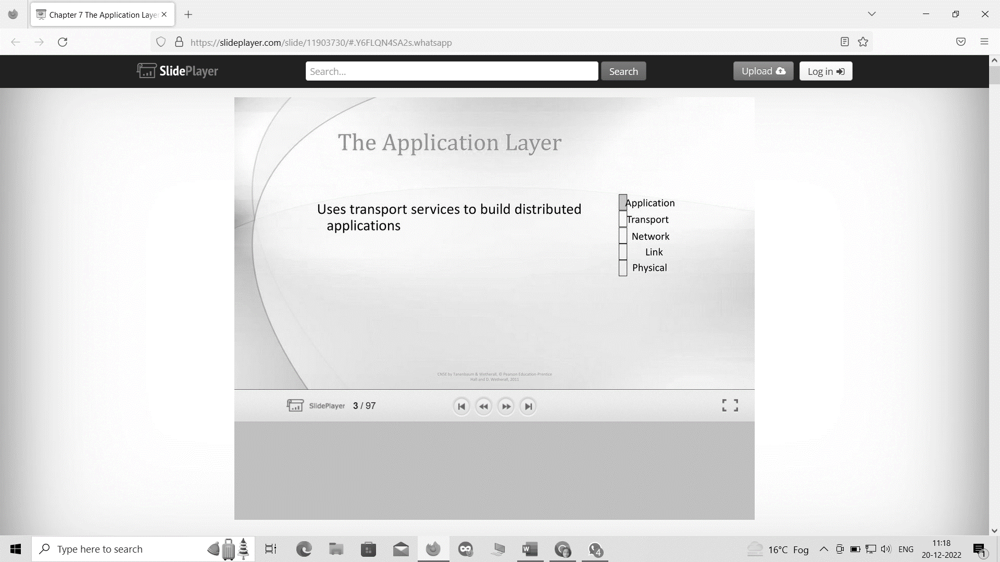 Chapter 7 The Application Layer
https://slideplayer.com/slide/11903730/#.Y6FLQN4SA2s.whatsapp
SlidePlayer
Search...
Search
Upload
Log in
The Application Layer
Uses transport services to build distributed
applications
Application
Transport
Network
Link
Physical
CN5E by Tanenbaum & Wetherall, © Pearson Education-Prentice
Hall and D. Wetherall, 2011
SlidePlayer 3 / 97
Type here to search
W
4
16°C Fog
ENG
11:18
20-12-2022
1